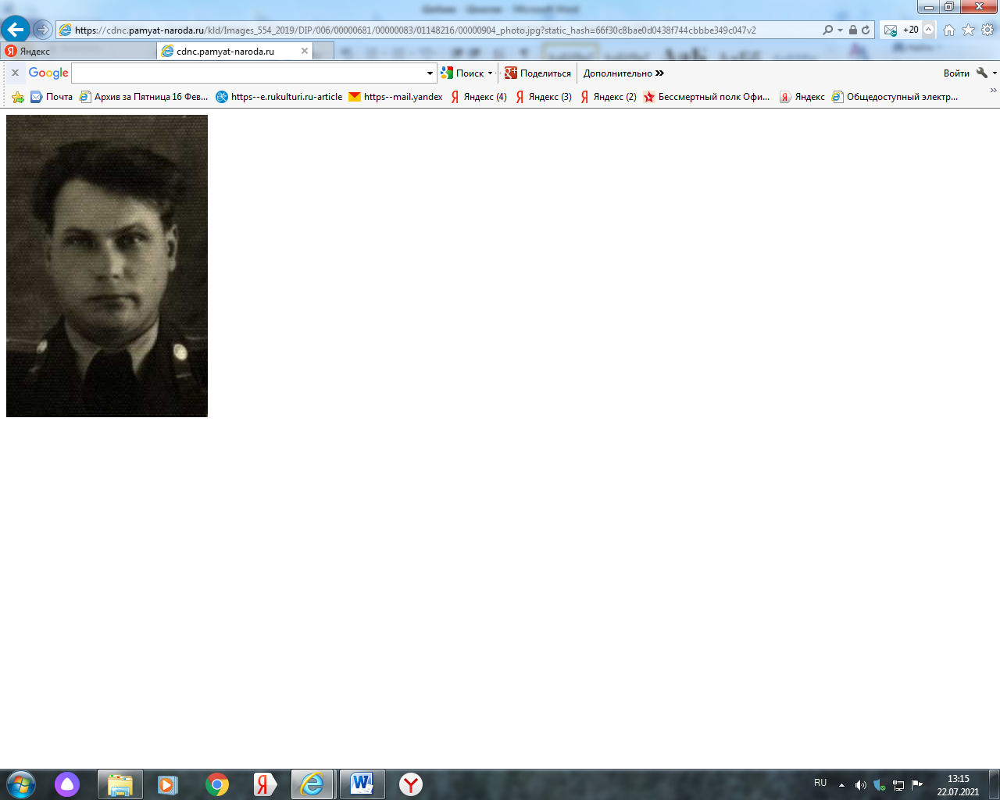 https://cdnc.pamyat-naroda.ru/kld/Images_554_2019/DIP/006/00000681/00000083/01148216/00000904_photo.jpg?static_hash=66f30c8bae0d0438f744cbbbe349c047v2
+20
Яндекс
cdnc.pamyat-naroda.ru
Google
Поиск
Поделиться
Дополнительно
Войти
Почта
Архив за Пятница 16 Фев...
https--e.rukulturi.ru-article
https--mail.yandex
Яндекс (4)
Яндекс (3)
Яндекс (2)
Бессмертный полк Офи...
Яндекс
Общедоступный электр...
RU
13:15
22.07.2021